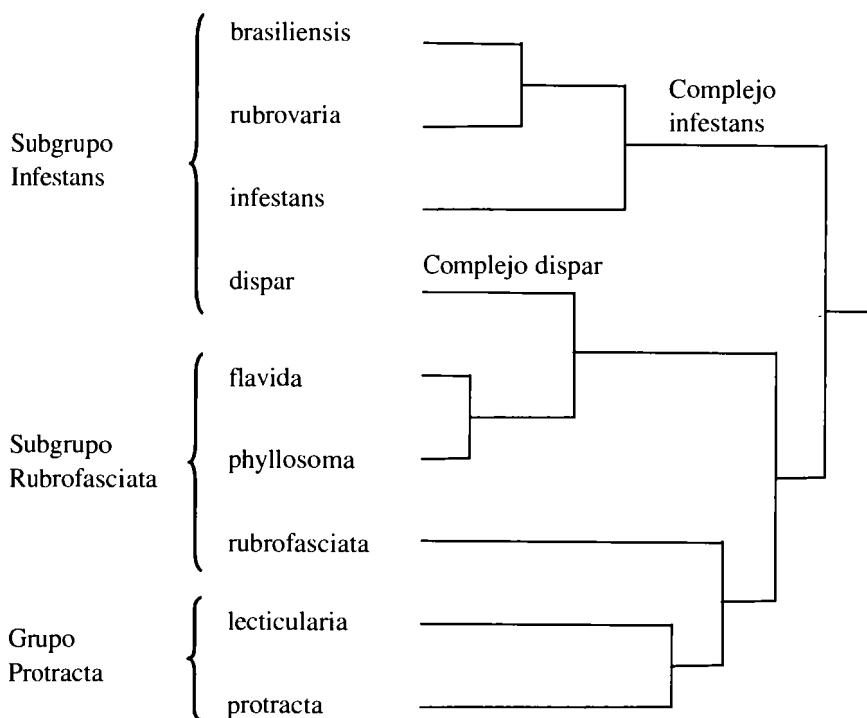 brasiliensis
Complejo
infestans
rubrovaria
Subgrupo
Infestans
infestans
dispar
Complejo dispar
flavida
Subgrupo
Rubrofasciata
phyllosoma
rubrofasciata
lecticularia
Grupo
Protracta
protracta